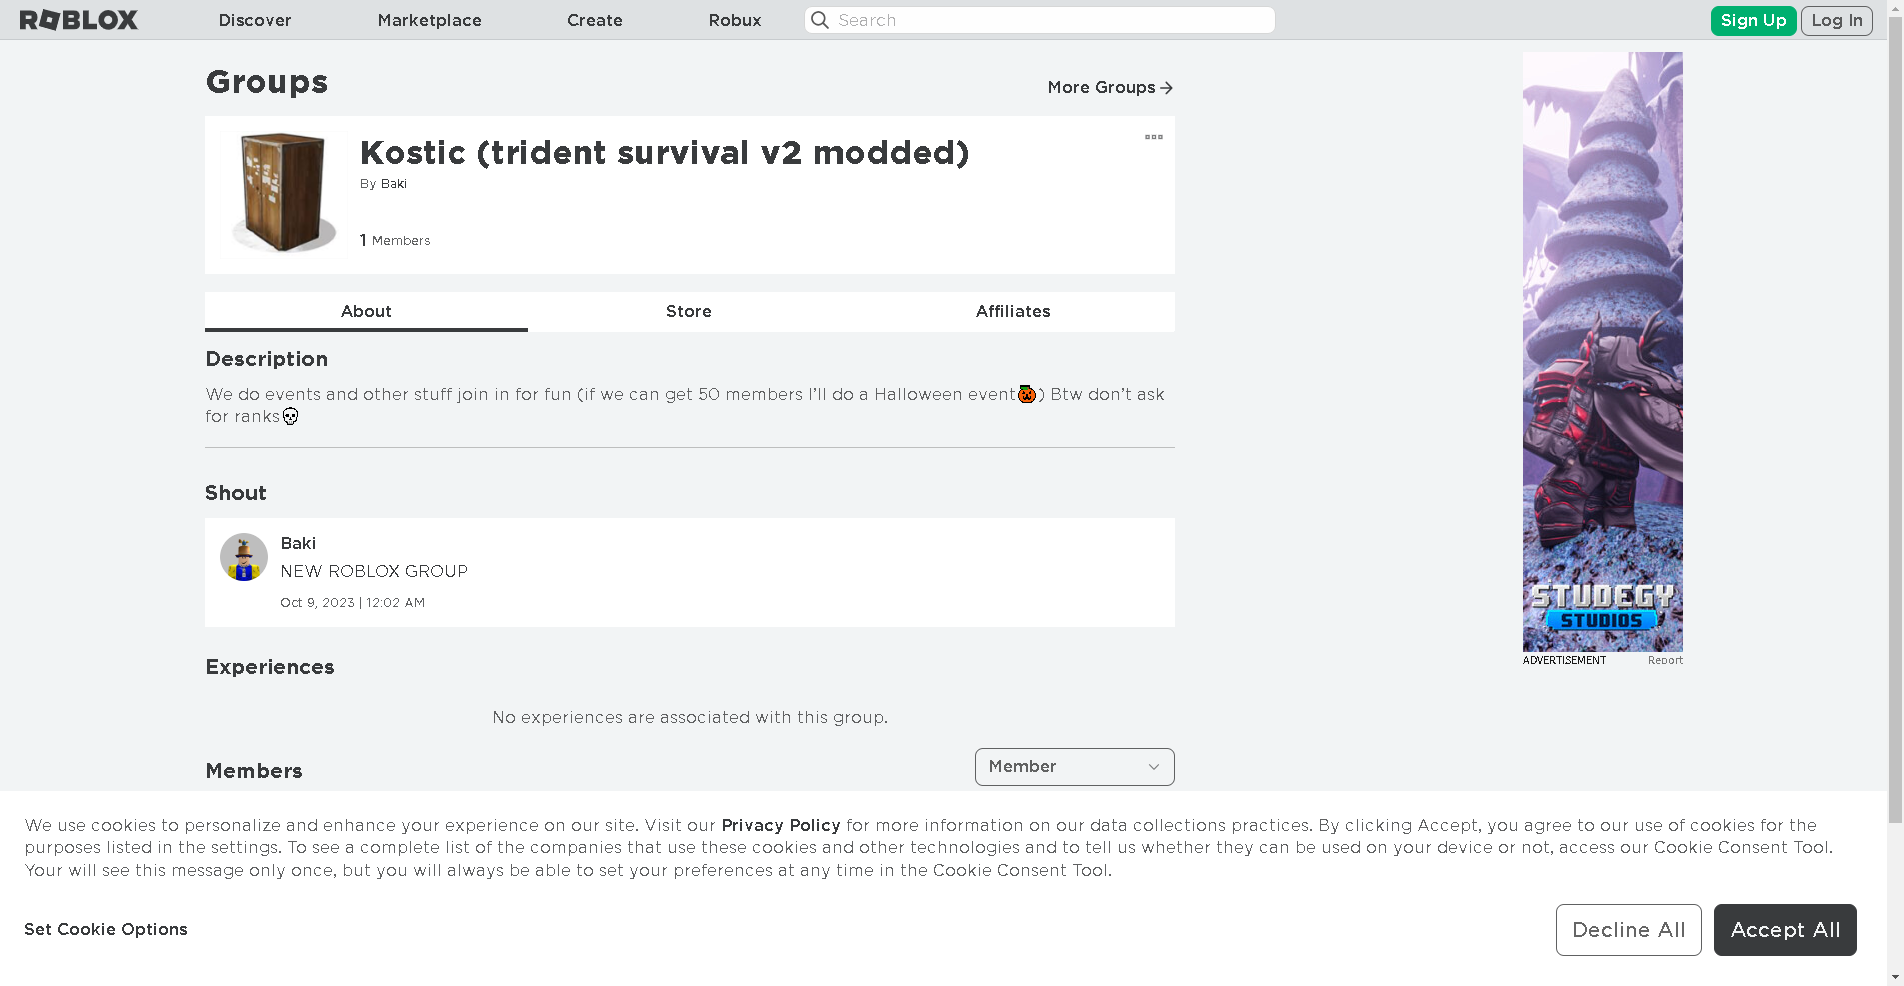 ROBLOX Discover Marketplace Create Robux Search Sign Up Log In
Groups
More Groups
Kostic (trident survival v2 modded)
By Baki
1 Members
About Store Affiliates
Description
We do events and other stuff join in for fun (if we can get 50 members I'll do a Halloween event🎃) Btw don't ask
for ranks💀
Shout
Baki
NEW ROBLOX GROUP
Oct 9, 2023 | 12:02 AM
Experiences
No experiences are associated with this group.
Members
Member
STUDEGY
STUDIOS
ADVERTISEMENT Report
We use cookies to personalize and enhance your experience on our site. Visit our Privacy Policy for more information on our data collections practices. By clicking Accept, you agree to our use of cookies for the
purposes listed in the settings. To see a complete list of the companies that use these cookies and other technologies and to tell us whether they can be used on your device or not, access our Cookie Consent Tool.
Your will see this message only once, but you will always be able to set your preferences at any time in the Cookie Consent Tool.
Set Cookie Options
Decline All
Accept All